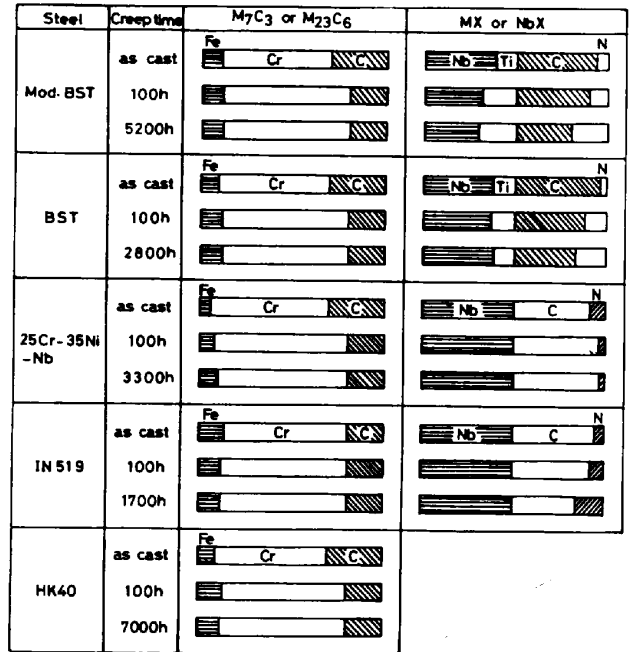 Steel Creep time M7C3 or M23C6 MX or NbX
Fe N
as cast Cr C Nb Ti C
Mod. BST 100h
5200h
Fe N
as cast Cr C Nb Ti C
BST 100h
2800h
Fe N
as cast Cr C Nb C
25Cr-35Ni 100h
-Nb
3300h
Fe N
as cast Cr C Nb C
IN 519 100h
1700h
Fe
as cast Cr C
HK40 100h
7000h